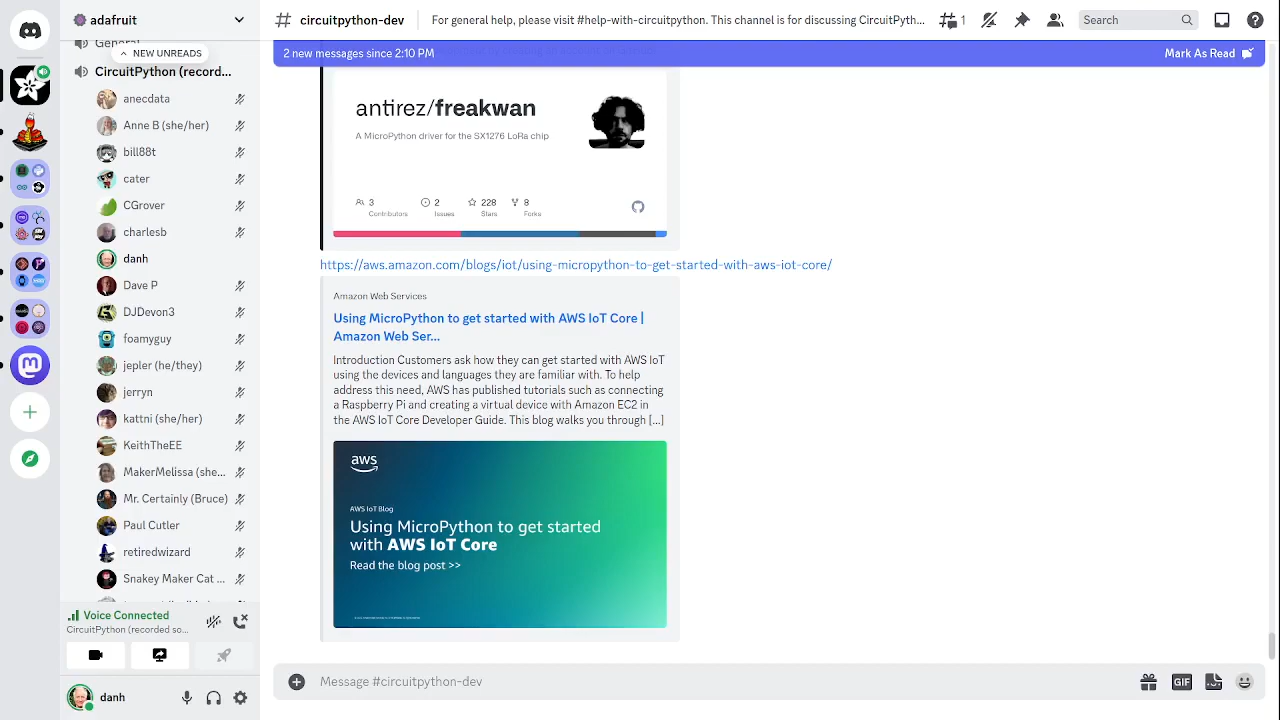 adafruit
# circuitpython-dev
For general help, please visit #help-with-circuitpython. This channel is for discussing CircuitPyth...
1
Search
General
NEW UNREADS
2 new messages since 2:10 PM
Mark As Read
CircuitPython (record...
anecdata
Anne B (she/her)
bill88t
cater
CGrover
charlesb
danh
Dave P
DJDevon3
foamyguy
jepler (he/they)
jerryn
kattni (she/her)
KeithTheEE
MakerMelissa (she...
Mr. Certainly (Bruce)
Paul Cutler
retiredwizard
Snakey Maker Cat ...
Voice Connected
CircuitPython (recorded so...
danh
antirez/freakwan
A MicroPython driver for the SX1276 LoRa chip
3
Contributors
2
Issues
228
Stars
8
Forks
https://aws.amazon.com/blogs/iot/using-micropython-to-get-started-with-aws-iot-core/
Amazon Web Services
Using MicroPython to get started with AWS IoT Core |
Amazon Web Ser...
Introduction Customers ask how they can get started with AWS IoT
using the devices and languages they are familiar with. To help
address this need, AWS has published tutorials such as connecting
a Raspberry Pi and creating a virtual device with Amazon EC2 in
the AWS IoT Core Developer Guide. This blog walks you through [...]
aws
AWS IoT Blog
Using MicroPython to get started
with AWS IoT Core
Read the blog post >>
Message #circuitpython-dev
GIF